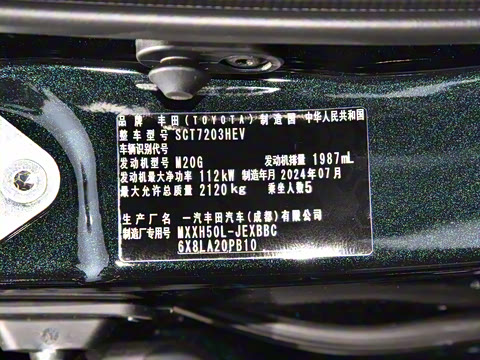 品牌 丰田(TOYOTA) 制造国 中华人民共和国
整车型号 SCT7203HEV
车辆识别代号
发动机型号 M20G 发动机排量 1987mL
发动机最大净功率 112kW 制造年月 2024年07月
最大允许总质量 2120kg 乘坐人数5
生产厂名 一汽丰田汽车(成都)有限公司
制造厂专用号 MXXH50L-JEXBBC
6X8LA20PB10